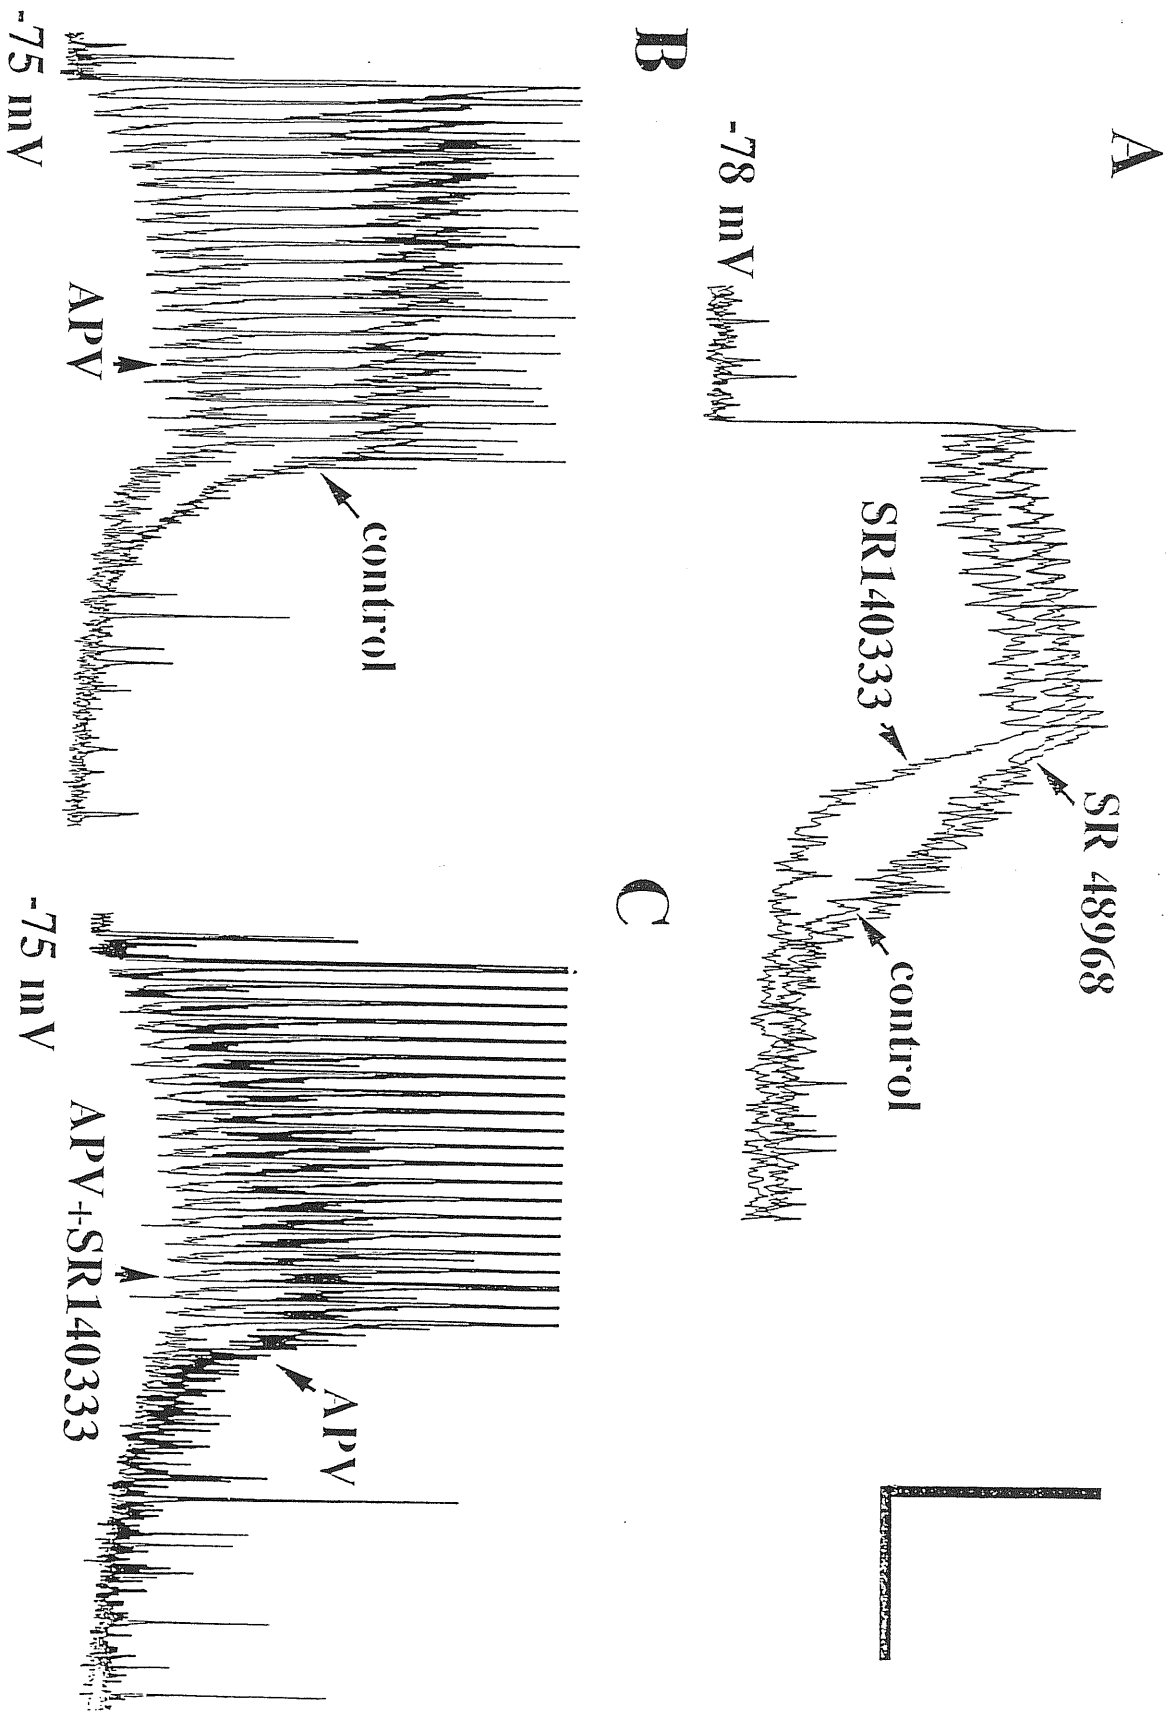 A
-78 mV
SR140333
SR 48968
control
B
-75 mV
APV
control
C
-75 mV
APV+SR140333
APV